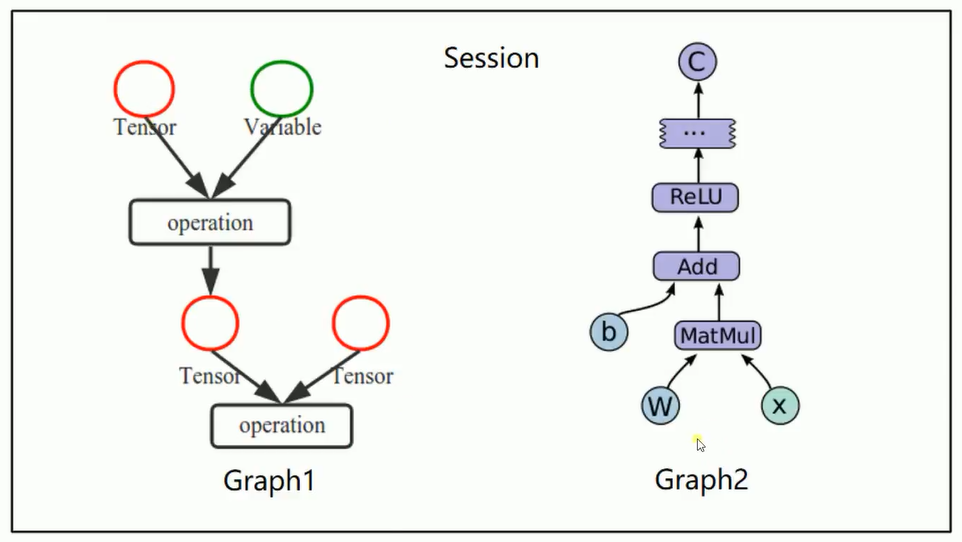 Session
Tensor
Variable
operation
Tensor
Tensor
operation
Graph1
C
...
ReLU
Add
b
MatMul
W
x
Graph2